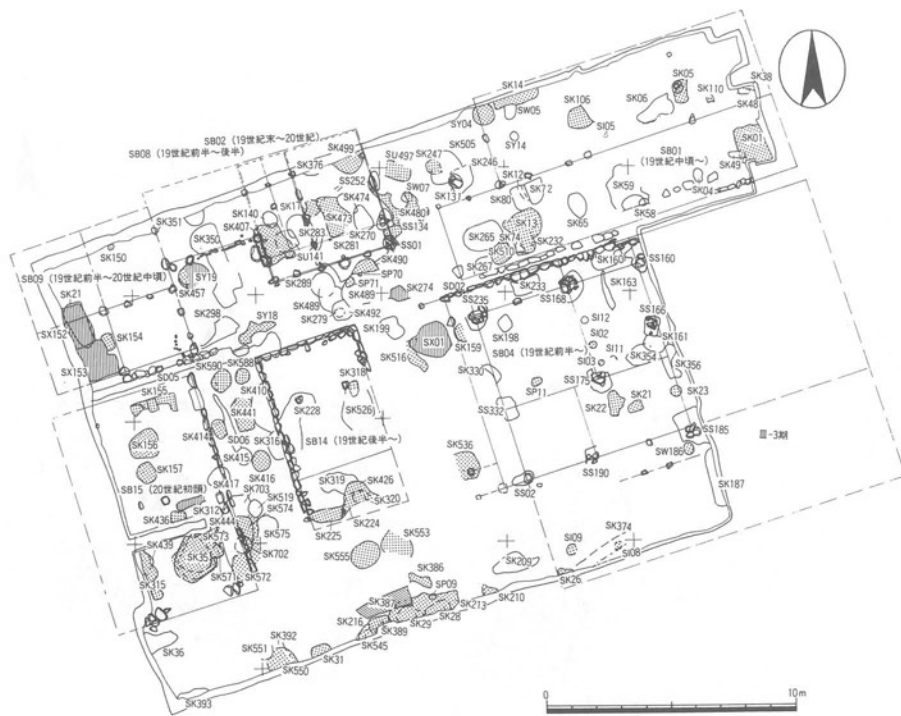 SK14
SK05
SK38
SK106
SK06
SK110
SK48
SY04
SW05
SI05
SK01
SB02 (19世紀末~20世紀)
SB08 (19世紀前半~後半)
SK499
SK505
SY14
SB01
(19世紀中頃~)
SU497
SK247
SK246
SK376
SS252
SK12
SK49
SK131
SK72
SK59
SK04
SW07
SK80
SK58
SK351
SK140
SK17
SK474
SK480
SK407
SK473
SS134
SK13
SK65
SK350
SK283
SK270
SK265
SK74
SK232
SK150
SU141
SK281
SS01
SK510
SK490
SK267
SK160
SS160
SB09 (19世紀前半~20世紀中頃)
SY19
SK289
SP70
SD02
SK233
SK163
SK21
SK457
SP71
SK274
SS235
SS168
SK489
SK489
SK298
SK279
SK492
SI12
SS166
SX152
SY18
SK199
SK198
SI02
SK161
SK154
SX01
SK159
SB04 (19世紀前半~)
SI11
SK354
SX153
SK516
SI03
SK356
SD05
SK590
SK588
SK318
SK330
SS175
SK155
SK410
SP11
SK21
SK23
SK441
SK228
SK526
SS332
SK22
SK414
SD06
SK316
SB14 (19世紀後半~)
SS185
Ⅲ-3期
SK156
SK415
SK536
SW186
SK157
SK416
SS190
SB15 (20世紀初頭)
SK417
SK703
SK319
SK426
SS02
SK187
SK519
SK320
SK436
SK312
SK574
SK444
SK224
SK439
SK573
SK575
SK225
SK553
SK374
SK35
SK702
SK555
SI09
SI08
SK315
SK571
SK572
SK386
SK209
SK26
SP09
SK210
SK387
SK213
SK216
SK28
SK29
SK389
SK36
SK392
SK545
SK551
SK31
SK550
SK393
0
10m